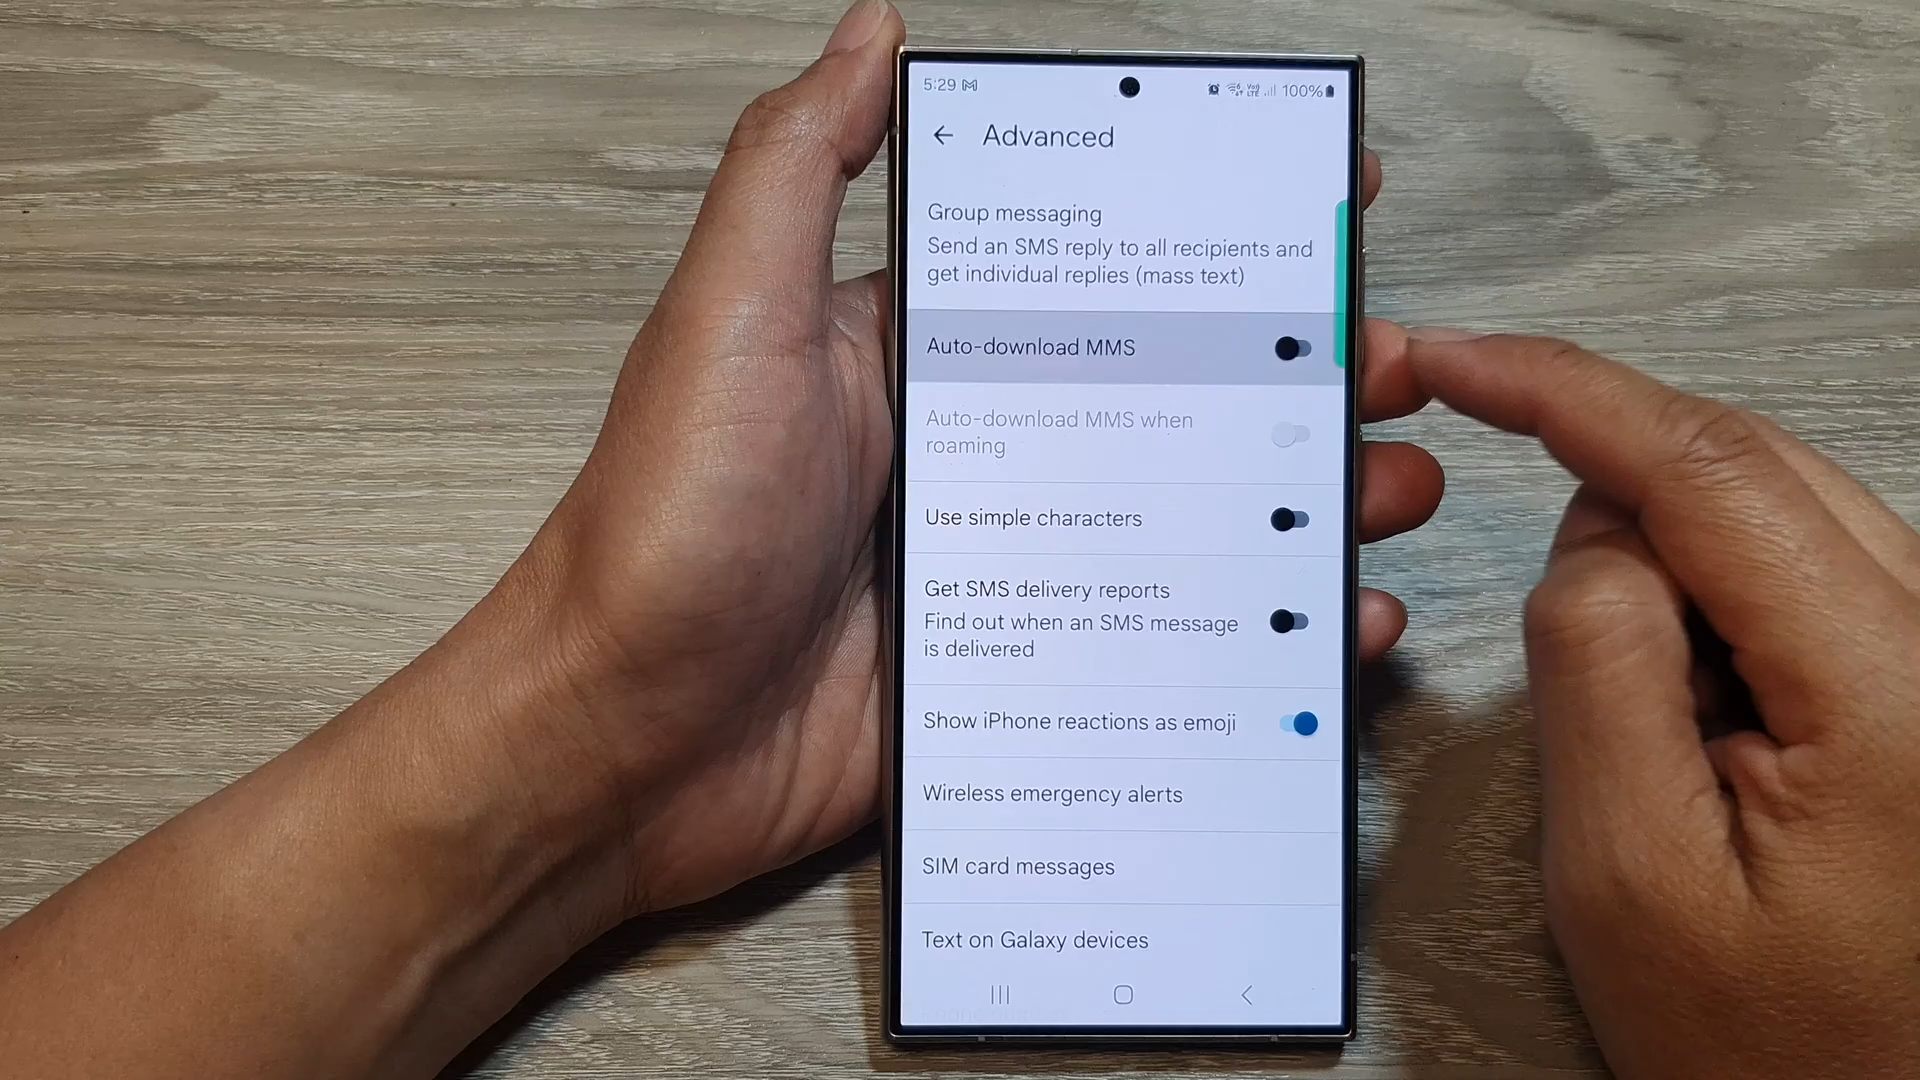 5:29
100%
Advanced
Group messaging
Send an SMS reply to all recipients and
get individual replies (mass text)
Auto-download MMS
Auto-download MMS when
roaming
Use simple characters
Get SMS delivery reports
Find out when an SMS message
is delivered
Show iPhone reactions as emoji
Wireless emergency alerts
SIM card messages
Text on Galaxy devices